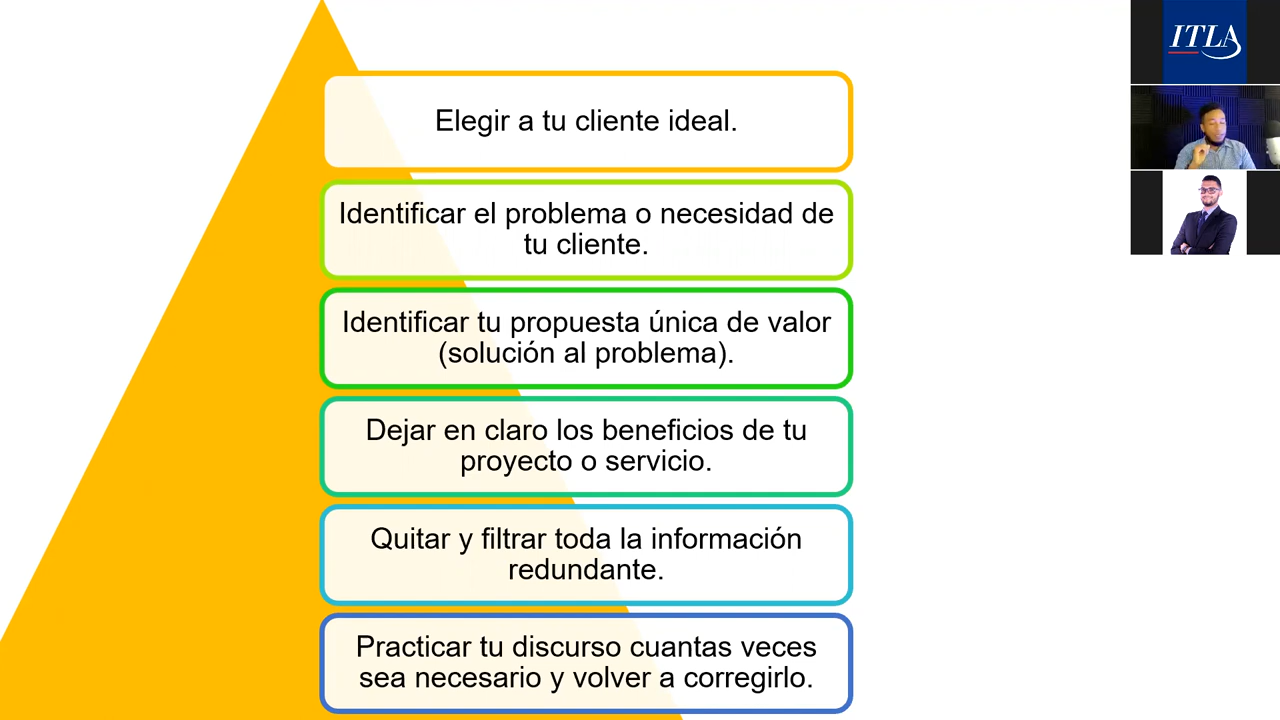 Elegir a tu cliente ideal.
Identificar el problema o necesidad de
tu cliente.
Identificar tu propuesta única de valor
(solución al problema).
Dejar en claro los beneficios de tu
proyecto o servicio.
Quitar y filtrar toda la información
redundante.
Practicar tu discurso cuantas veces
sea necesario y volver a corregirlo.
ITLA